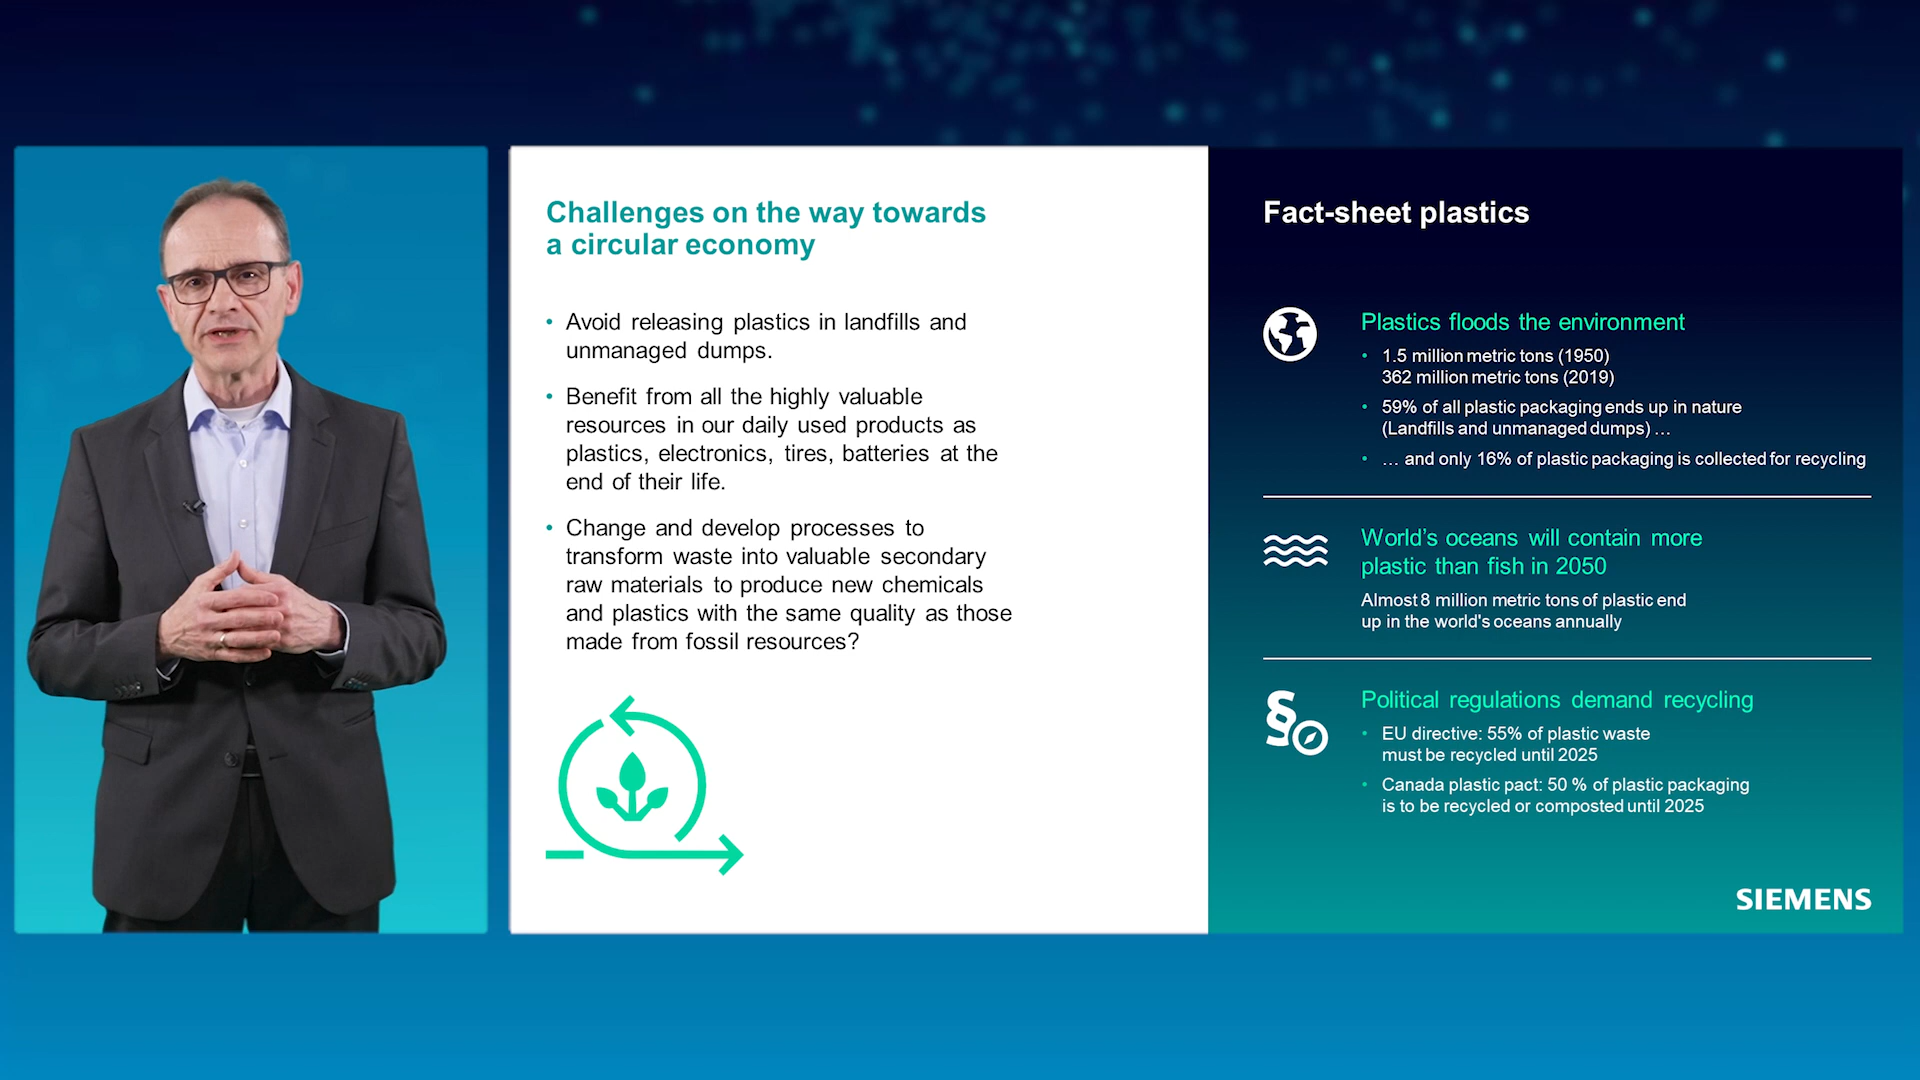 Challenges on the way towards
a circular economy
• Avoid releasing plastics in landfills and
unmanaged dumps.
• Benefit from all the highly valuable
resources in our daily used products as
plastics, electronics, tires, batteries at the
end of their life.
• Change and develop processes to
transform waste into valuable secondary
raw materials to produce new chemicals
and plastics with the same quality as those
made from fossil resources?
Fact-sheet plastics
Plastics floods the environment
• 1.5 million metric tons (1950)
362 million metric tons (2019)
• 59% of all plastic packaging ends up in nature
(Landfills and unmanaged dumps) ...
• ... and only 16% of plastic packaging is collected for recycling
World's oceans will contain more
plastic than fish in 2050
Almost 8 million metric tons of plastic end
up in the world's oceans annually
§
Political regulations demand recycling
• EU directive: 55% of plastic waste
must be recycled until 2025
• Canada plastic pact: 50 % of plastic packaging
is to be recycled or composted until 2025
SIEMENS